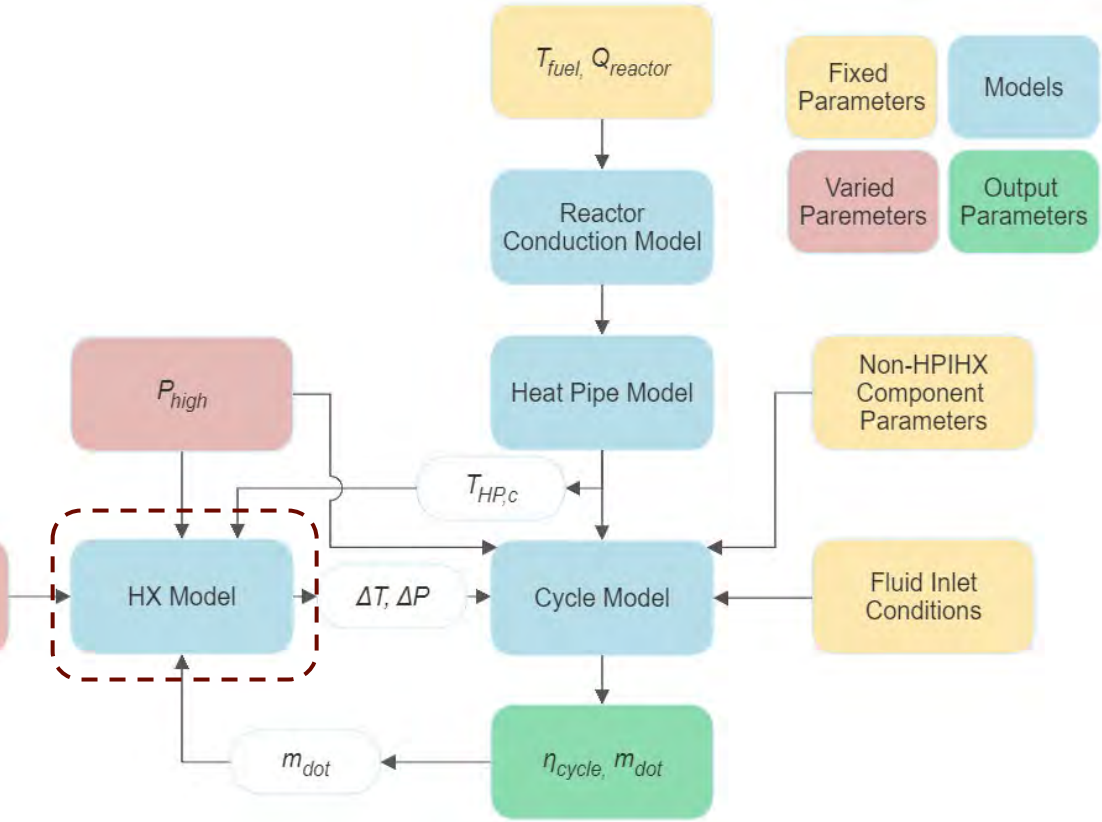 T_fuel, Q_reactor
Fixed
Parameters
Models
Varied
Paremeters
Output
Parameters
Reactor
Conduction Model
P_high
Heat Pipe Model
Non-HPIHX
Component
Parameters
T_HP,c
HX Model
ΔT, ΔP
Cycle Model
Fluid Inlet
Conditions
m_dot
η_cycle, m_dot